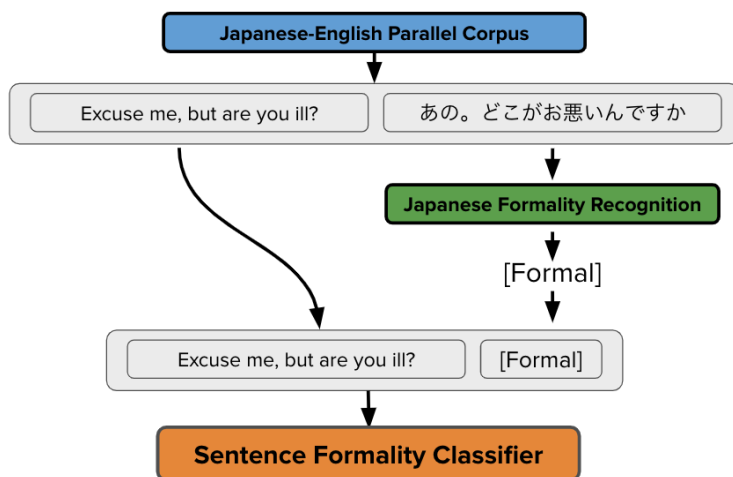 Japanese-English Parallel Corpus
Excuse me, but are you ill?
あの。どこがお悪いんですか
Japanese Formality Recognition
[Formal]
Excuse me, but are you ill?
[Formal]
Sentence Formality Classifier